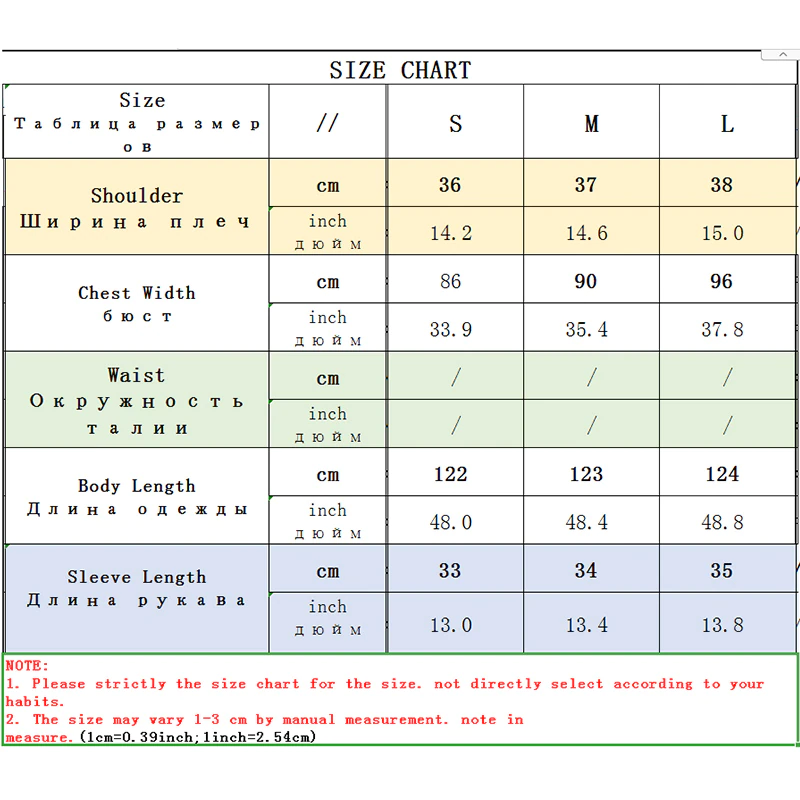 SIZE CHART
Size // S M L
Таблица размер
ов
Shoulder cm 36 37 38
Ширина плеч inch 14.2 14.6 15.0
дюйм
Chest Width cm 86 90 96
бюст inch 33.9 35.4 37.8
дюйм
Waist cm / / /
Окружность inch / / /
талии дюйм
Body Length cm 122 123 124
Длина одежды inch 48.0 48.4 48.8
дюйм
Sleeve Length cm 33 34 35
Длина рукава inch 13.0 13.4 13.8
дюйм
NOTE:
1. Please strictly the size chart for the size. not directly select according to your
habits.
2. The size may vary 1-3 cm by manual measurement. note in
measure.(1cm=0.39inch;1inch=2.54cm)